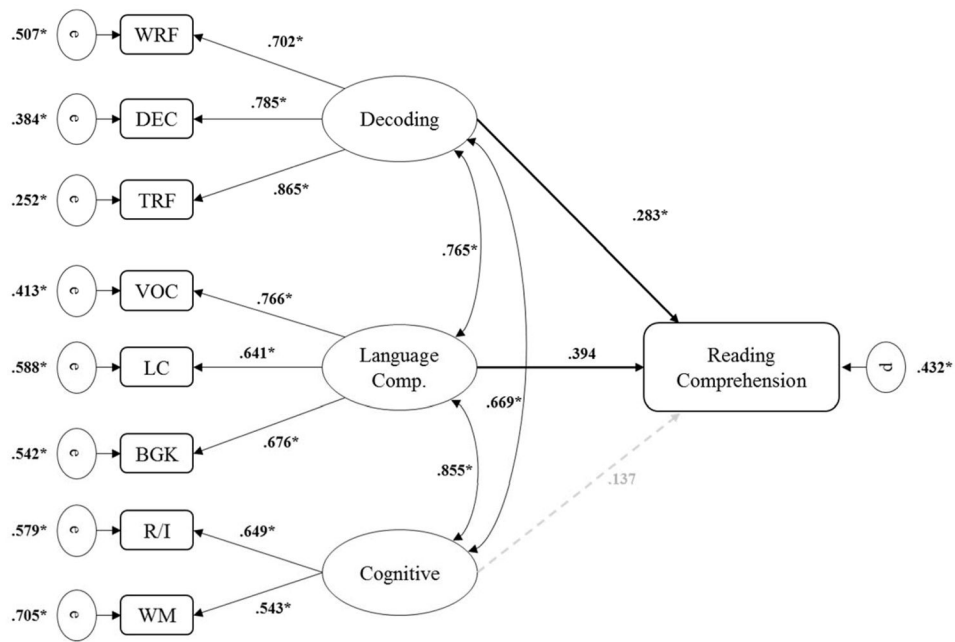 .507*
e
WRF
.702*
.384*
e
DEC
.785*
Decoding
.252*
e
TRF
.865*
.283*
.765*
.413*
e
VOC
.766*
.588*
e
LC
.641*
Language
Comp.
.394
Reading
Comprehension
d
.432*
.669*
.542*
e
BGK
.676*
.855*
.137
.579*
e
R/I
.649*
Cognitive
.705*
e
WM
.543*